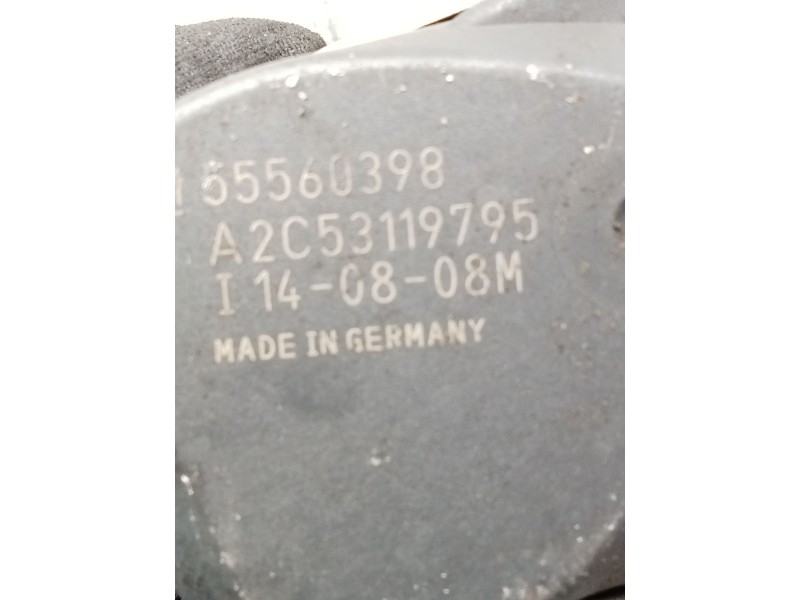 55560398
A2C53119795
I 14-08-08M
MADE IN GERMANY